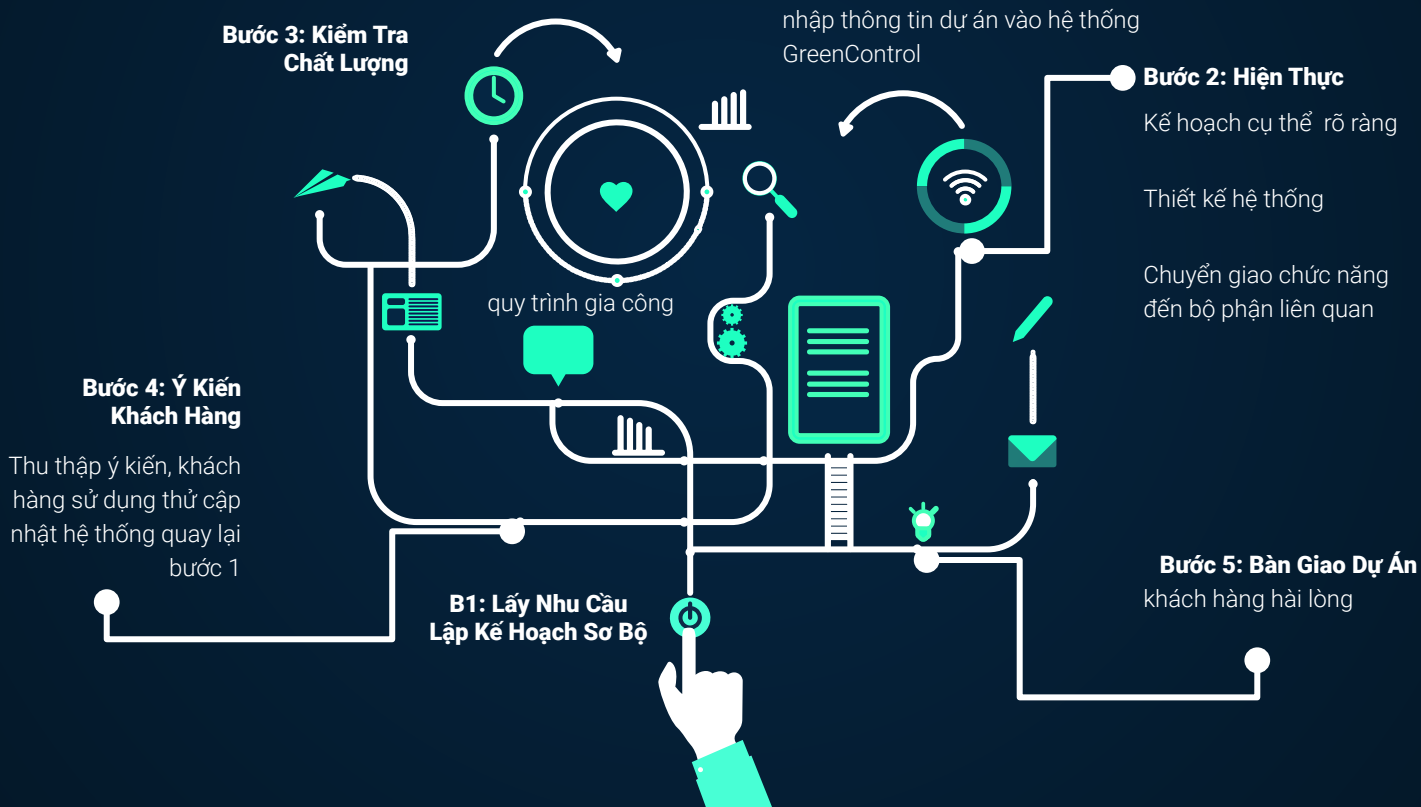 nhập thông tin dự án vào hệ thống
GreenControl
Bước 3: Kiểm Tra
Chất Lượng
Bước 2: Hiện Thực
Kế hoạch cụ thể  rõ ràng
Thiết kế hệ thống
Chuyển giao chức năng
đến bộ phận liên quan
quy trình gia công
Bước 4: Ý Kiến
Khách Hàng
Thu thập ý kiến, khách
hàng sử dụng thử cập
nhật hệ thống quay lại
bước 1
B1: Lấy Nhu Cầu
Lập Kế Hoạch Sơ Bộ
Bước 5: Bàn Giao Dự Án
khách hàng hài lòng